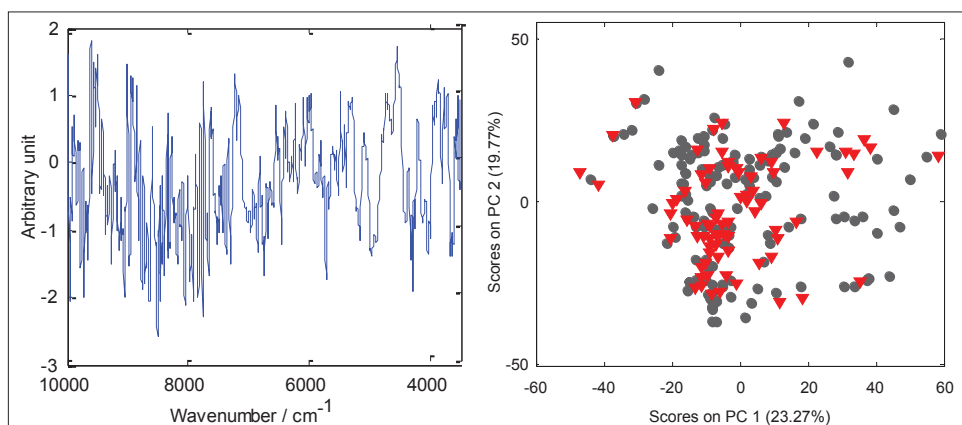 2
1
0
-1
-2
-3
Arbitrary unit
10000 8000 6000 4000
Wavenumber / cm-1
50
0
-50
Scores on PC 2 (19.77%)
-60 -40 -20 0 20 40 60
Scores on PC 1 (23.27%)